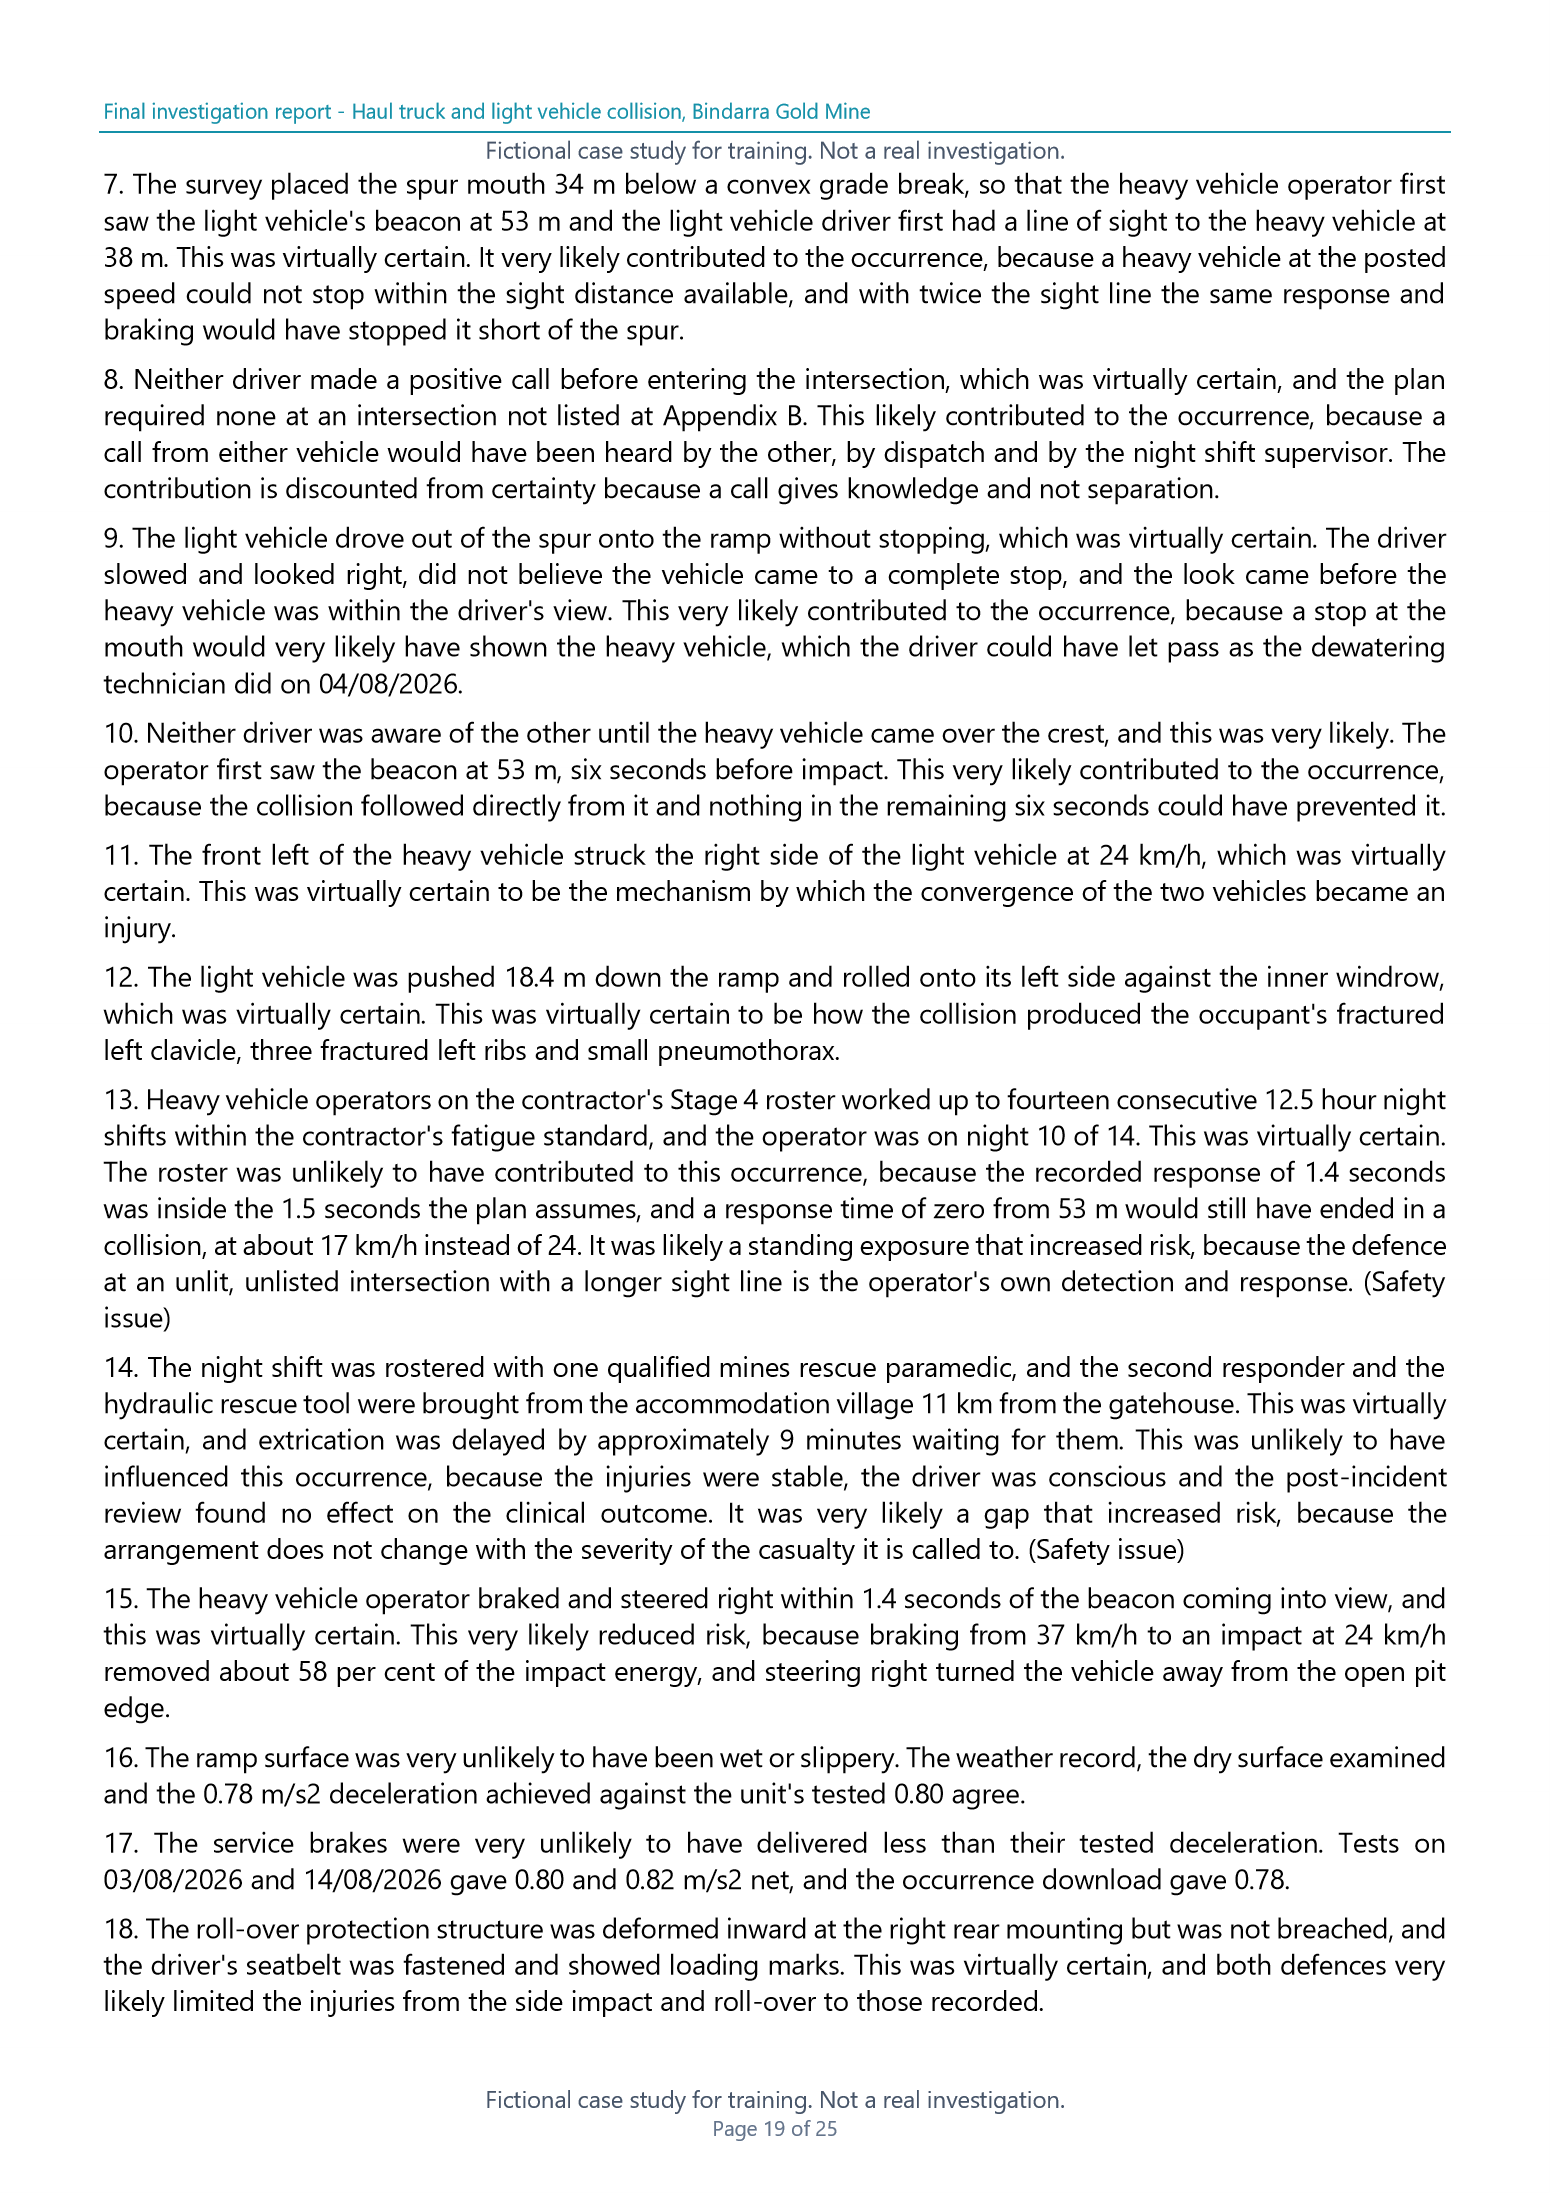 Final investigation report - Haul truck and light vehicle collision, Bindarra Gold Mine
Fictional case study for training. Not a real investigation.
7. The survey placed the spur mouth 34 m below a convex grade break, so that the heavy vehicle operator first
saw the light vehicle's beacon at 53 m and the light vehicle driver first had a line of sight to the heavy vehicle at
38 m. This was virtually certain. It very likely contributed to the occurrence, because a heavy vehicle at the posted
speed could not stop within the sight distance available, and with twice the sight line the same response and
braking would have stopped it short of the spur.
8. Neither driver made a positive call before entering the intersection, which was virtually certain, and the plan
required none at an intersection not listed at Appendix B. This likely contributed to the occurrence, because a
call from either vehicle would have been heard by the other, by dispatch and by the night shift supervisor. The
contribution is discounted from certainty because a call gives knowledge and not separation.
9. The light vehicle drove out of the spur onto the ramp without stopping, which was virtually certain. The driver
slowed and looked right, did not believe the vehicle came to a complete stop, and the look came before the
heavy vehicle was within the driver's view. This very likely contributed to the occurrence, because a stop at the
mouth would very likely have shown the heavy vehicle, which the driver could have let pass as the dewatering
technician did on 04/08/2026.
10. Neither driver was aware of the other until the heavy vehicle came over the crest, and this was very likely. The
operator first saw the beacon at 53 m, six seconds before impact. This very likely contributed to the occurrence,
because the collision followed directly from it and nothing in the remaining six seconds could have prevented it.
11. The front left of the heavy vehicle struck the right side of the light vehicle at 24 km/h, which was virtually
certain. This was virtually certain to be the mechanism by which the convergence of the two vehicles became an
injury.
12. The light vehicle was pushed 18.4 m down the ramp and rolled onto its left side against the inner windrow,
which was virtually certain. This was virtually certain to be how the collision produced the occupant's fractured
left clavicle, three fractured left ribs and small pneumothorax.
13. Heavy vehicle operators on the contractor's Stage 4 roster worked up to fourteen consecutive 12.5 hour night
shifts within the contractor's fatigue standard, and the operator was on night 10 of 14. This was virtually certain.
The roster was unlikely to have contributed to this occurrence, because the recorded response of 1.4 seconds
was inside the 1.5 seconds the plan assumes, and a response time of zero from 53 m would still have ended in a
collision, at about 17 km/h instead of 24. It was likely a standing exposure that increased risk, because the defence
at an unlit, unlisted intersection with a longer sight line is the operator's own detection and response. (Safety
issue)
14. The night shift was rostered with one qualified mines rescue paramedic, and the second responder and the
hydraulic rescue tool were brought from the accommodation village 11 km from the gatehouse. This was virtually
certain, and extrication was delayed by approximately 9 minutes waiting for them. This was unlikely to have
influenced this occurrence, because the injuries were stable, the driver was conscious and the post-incident
review found no effect on the clinical outcome. It was very likely a gap that increased risk, because the
arrangement does not change with the severity of the casualty it is called to. (Safety issue)
15. The heavy vehicle operator braked and steered right within 1.4 seconds of the beacon coming into view, and
this was virtually certain. This very likely reduced risk, because braking from 37 km/h to an impact at 24 km/h
removed about 58 per cent of the impact energy, and steering right turned the vehicle away from the open pit
edge.
16. The ramp surface was very unlikely to have been wet or slippery. The weather record, the dry surface examined
and the 0.78 m/s2 deceleration achieved against the unit's tested 0.80 agree.
17. The service brakes were very unlikely to have delivered less than their tested deceleration. Tests on
03/08/2026 and 14/08/2026 gave 0.80 and 0.82 m/s2 net, and the occurrence download gave 0.78.
18. The roll-over protection structure was deformed inward at the right rear mounting but was not breached, and
the driver's seatbelt was fastened and showed loading marks. This was virtually certain, and both defences very
likely limited the injuries from the side impact and roll-over to those recorded.
Fictional case study for training. Not a real investigation.
Page 19 of 25